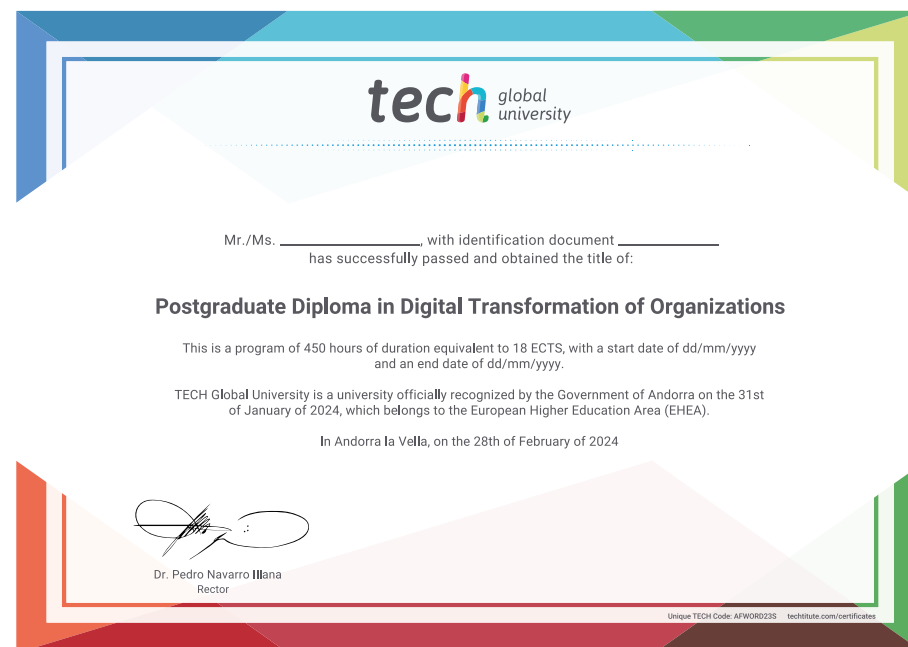 tech global
university
Mr./Ms. ____________, with identification document ____________
has successfully passed and obtained the title of:
Postgraduate Diploma in Digital Transformation of Organizations
This is a program of 450 hours of duration equivalent to 18 ECTS, with a start date of dd/mm/yyyy
and an end date of dd/mm/yyyy.
TECH Global University is a university officially recognized by the Government of Andorra on the 31st
of January of 2024, which belongs to the European Higher Education Area (EHEA).
In Andorra la Vella, on the 28th of February of 2024
Dr. Pedro Navarro Illana
Rector
Unique TECH Code: AFWORD23S techtitute.com/certificates